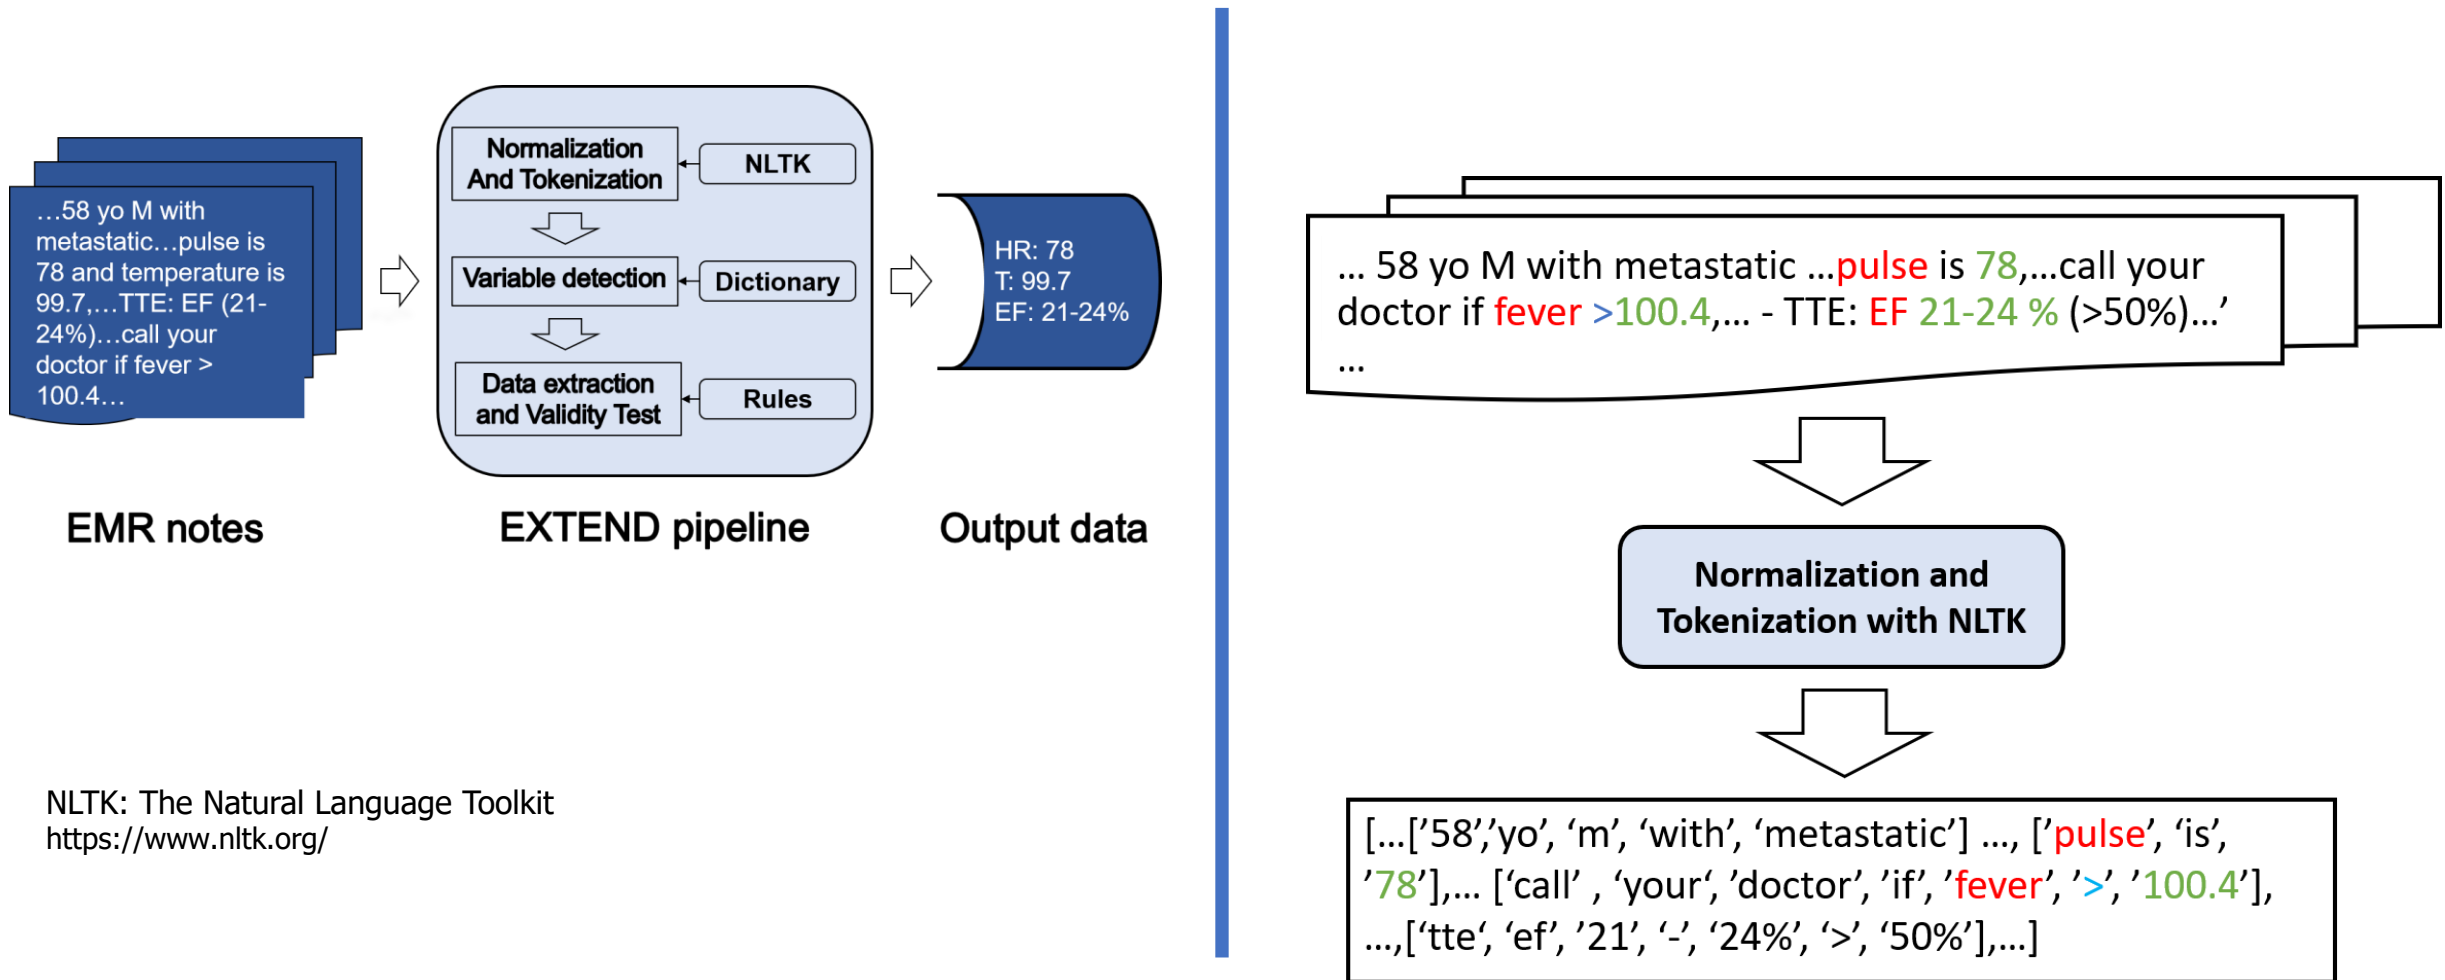 …58 yo M with
metastatic…pulse is
78 and temperature is
99.7,…TTE: EF (21-
24%)…call your
doctor if fever >
100.4…
EMR notes
Normalization
And Tokenization
NLTK
Variable detection
Dictionary
Data extraction
and Validity Test
Rules
EXTEND pipeline
HR: 78
T: 99.7
EF: 21-24%
Output data
NLTK: The Natural Language Toolkit
https://www.nltk.org/
... 58 yo M with metastatic ...pulse is 78,...call your
doctor if fever >100.4,... - TTE: EF 21-24 % (>50%)...’
...
Normalization and
Tokenization with NLTK
[...[’58’,’yo’, ‘m’, ‘with’, ‘metastatic’] ..., [’pulse’, ‘is’,
’78’],... [‘call’ , ‘your‘, ’doctor’, ’if’, ’fever’, ’>’, ‘100.4’],
...,[‘tte‘, ‘ef’, ’21’, ‘-’, ‘24%’, ‘>’, ‘50%’],...]